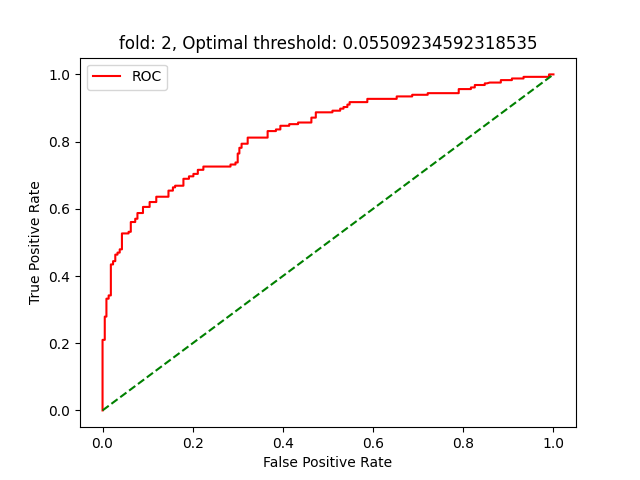 fold: 2, Optimal threshold: 0.05509234592318535
ROC
True Positive Rate
1.0
0.8
0.6
0.4
0.2
0.0
0.0 0.2 0.4 0.6 0.8 1.0
False Positive Rate